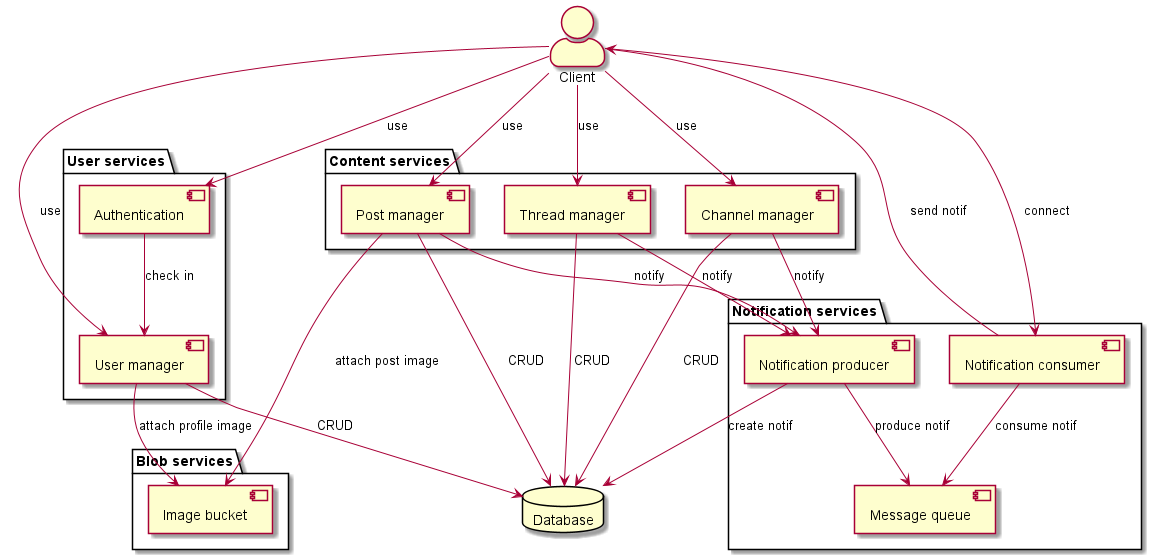 Client
use
use
use
use
User services
Content services
Authentication
Post manager
Thread manager
Channel manager
use
send notif
connect
check in
notify
notify
notify
Notification services
User manager
attach post image
CRUD
CRUD
CRUD
Notification producer
Notification consumer
attach profile image
CRUD
create notif
produce notif
consume notif
Blob services
Image bucket
Database
Message queue